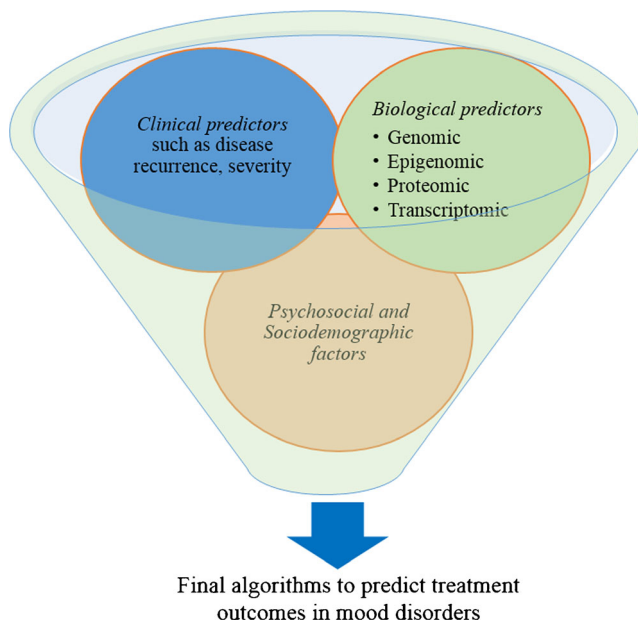 Clinical predictors
such as disease
recurrence, severity
Biological predictors
• Genomic
• Epigenomic
• Proteomic
• Transcriptomic
Psychosocial and
Sociodemographic
factors
Final algorithms to predict treatment
outcomes in mood disorders